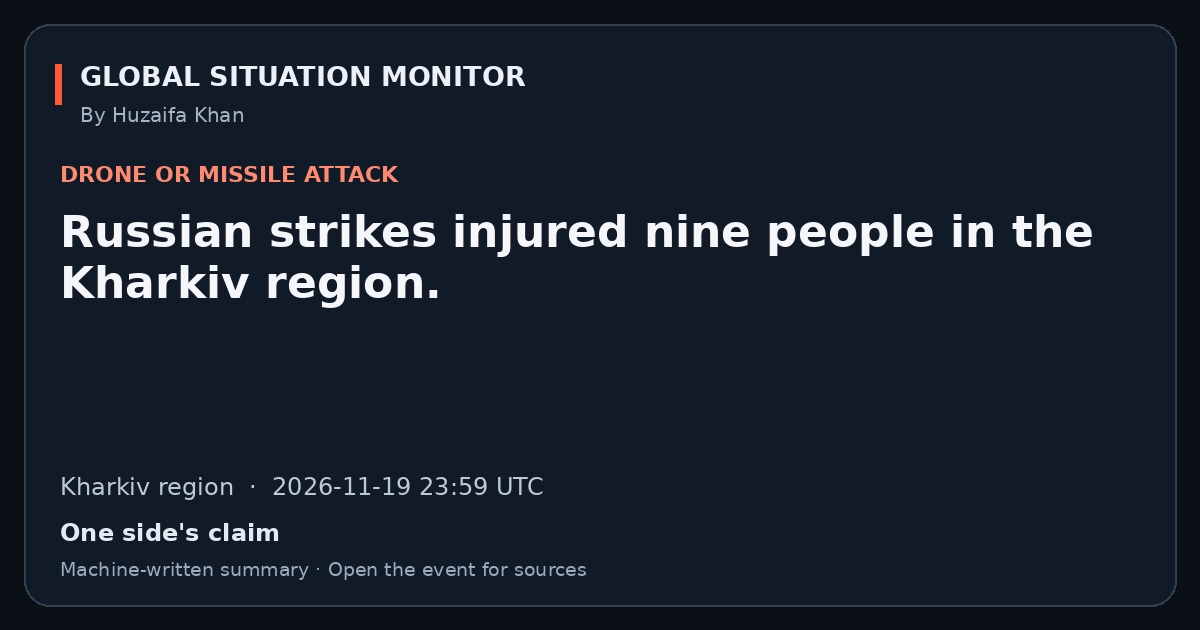 GLOBAL SITUATION MONITOR
By Huzaifa Khan
DRONE OR MISSILE ATTACK
Russian strikes injured nine people in the
Kharkiv region.
Kharkiv region · 2026-11-19 23:59 UTC
One side's claim
Machine-written summary · Open the event for sources